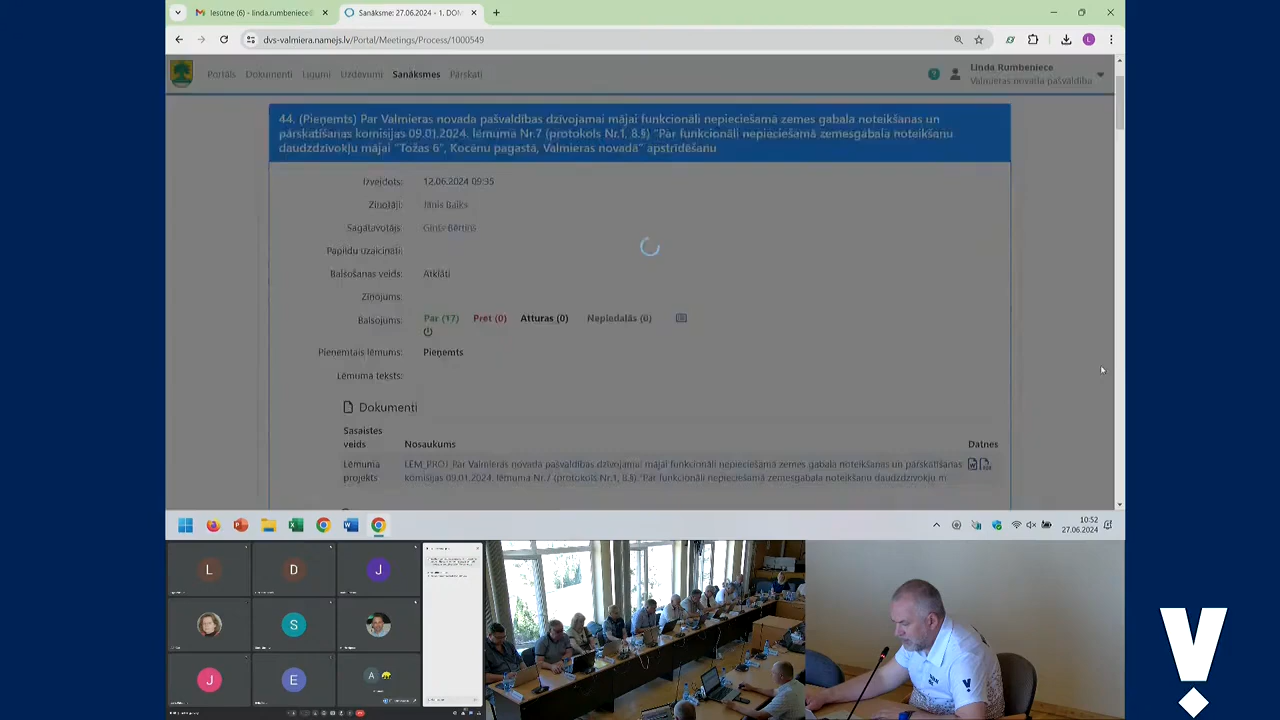 Iesūtne (6) - linda.rumbeniece@
Sanāksme: 27.06.2024 - 1. DOM
dvs-valmiera.namejs.lv/Portal/Meetings/Process/1000549
Portāls Dokumenti Līgumi Uzdevumi Sanāksmes Pārskati
Linda Rumbeniece
Valmieras novada pašvaldība
44. (Pieņemts) Par Valmieras novada pašvaldības dzīvojamai mājai funkcionāli nepieciešamā zemes gabala noteikšanas un
pārskatīšanas komisijas 09.01.2024. lēmuma Nr.7 (protokols Nr.1, 8.§) "Par funkcionāli nepieciešamā zemesgabala noteikšanu
daudzdzīvokļu mājai "Tožas 6", Kocēnu pagastā, Valmieras novadā" apstrīdēšanu
Izveidots: 12.06.2024 09:35
Ziņotāji: Jānis Baiks
Sagatavotājs: Gints Bērtiņš
Papildu uzaicināti:
Balsošanas veids: Atklāti
Ziņojums:
Balsojums: Par (17) Pret (0) Atturas (0) Nepiedalās (0)
Pieņemtais lēmums: Pieņemts
Lēmuma teksts:
Dokumenti
Sasaistes
veids Nosaukums Datnes
Lēmuma LEM_PROJ_Par Valmieras novada pašvaldības dzīvojamai mājai funkcionāli nepieciešamā zemes gabala noteikšanas un pārskatīšanas
projekts komisijas 09.01.2024. lēmuma Nr.7 (protokols Nr.1, 8.§) "Par funkcionāli nepieciešamā zemesgabala noteikšanu daudzdzīvokļu m
10:52
27.06.2024
L D J
S
J E A